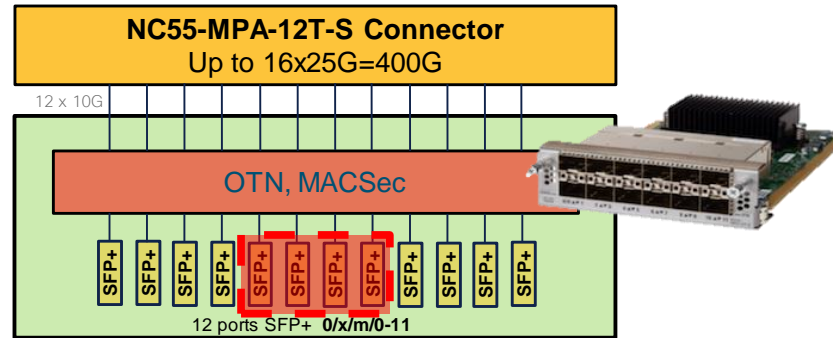 NC55-MPA-12T-S Connector
Up to 16x25G=400G
12 x 10G
OTN, MACSec
SFP+ SFP+ SFP+ SFP+ SFP+ SFP+ SFP+ SFP+ SFP+ SFP+ SFP+ SFP+
12 ports SFP+ 0/x/m/0-11